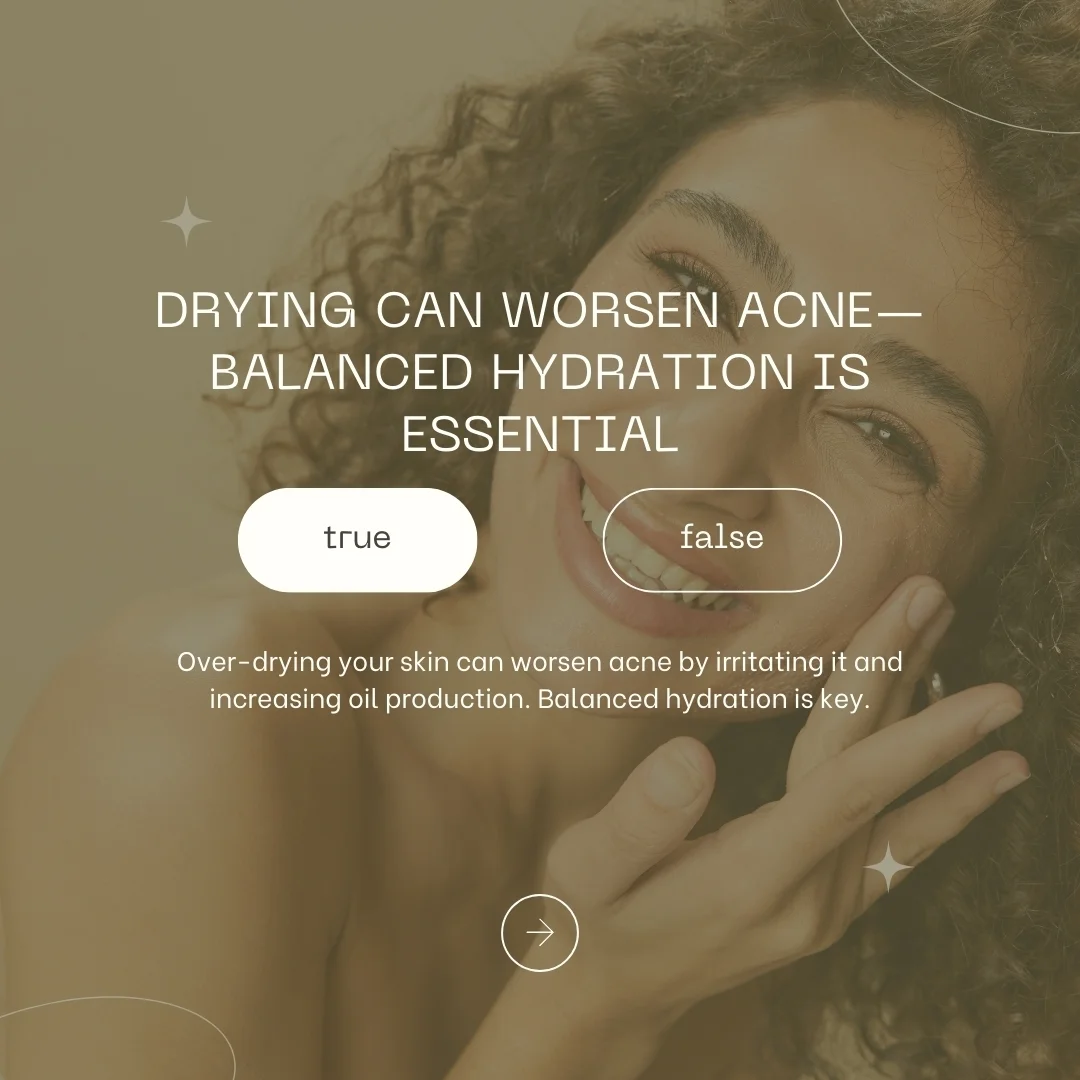 DRYING CAN WORSEN ACNE—
BALANCED HYDRATION IS
ESSENTIAL
true
false
Over-drying your skin can worsen acne by irritating it and
increasing oil production. Balanced hydration is key.